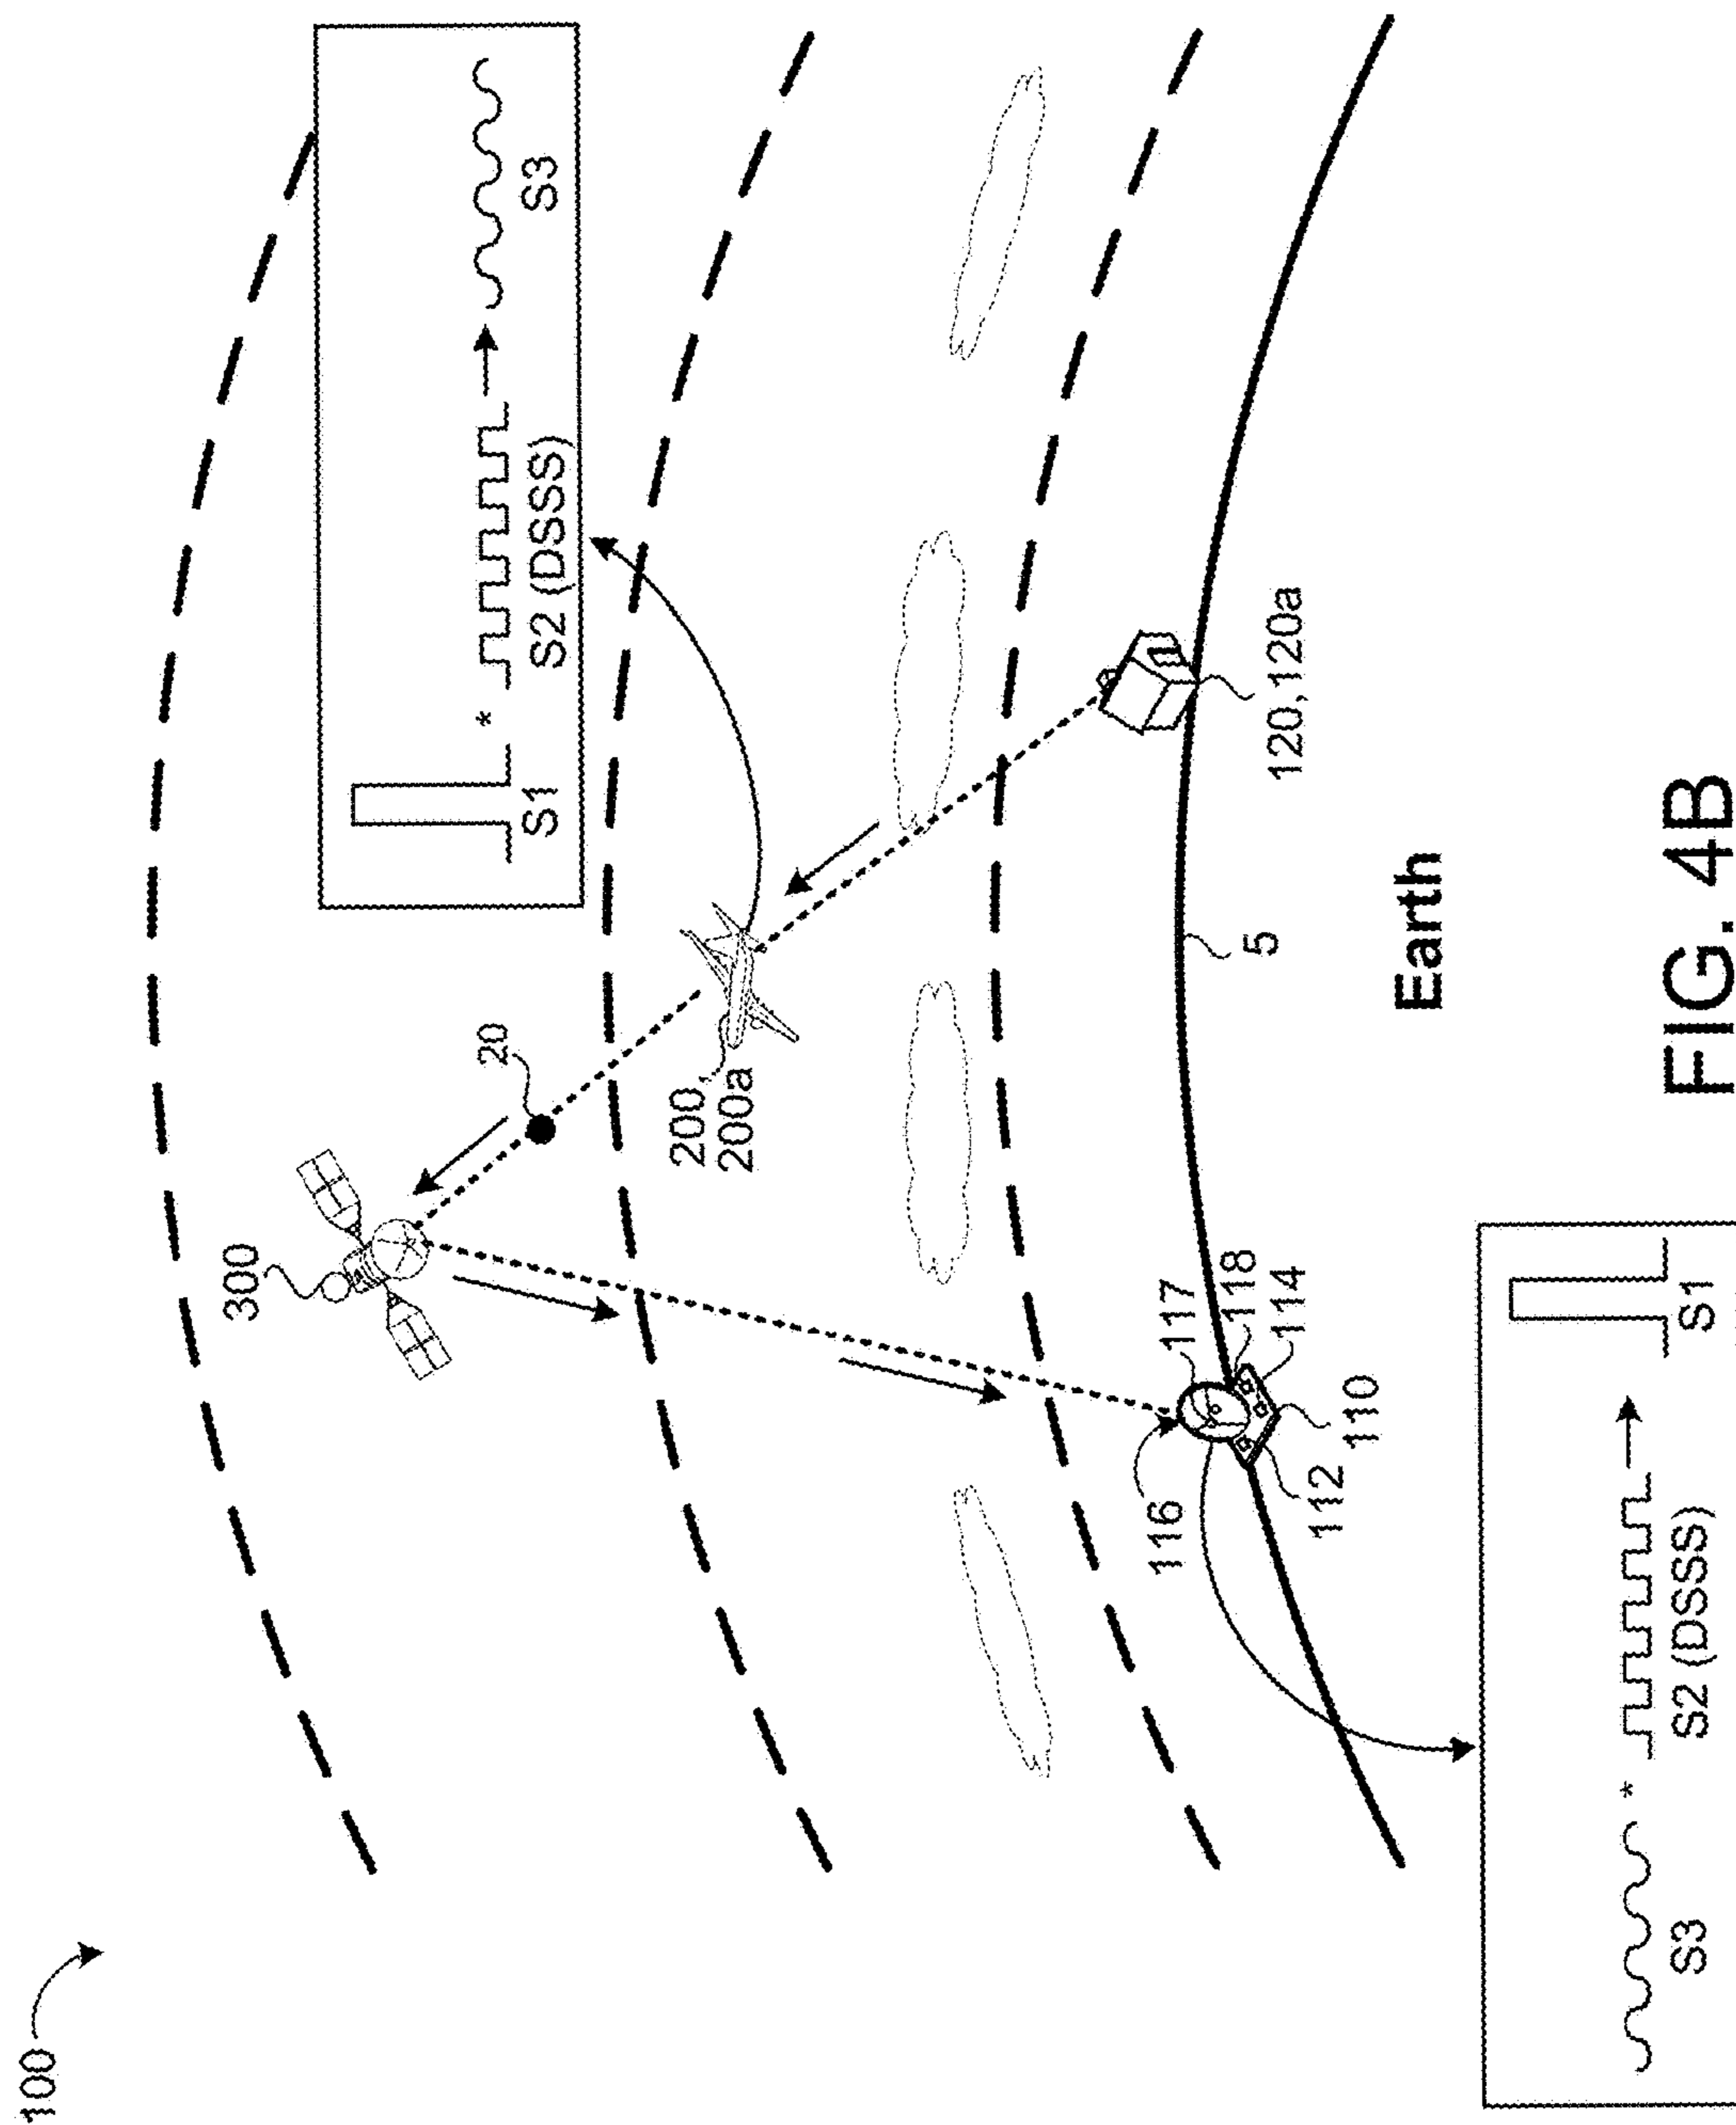 100
300
20
S1
*
S2 (DSSS)
S3
200,
200a
116
117
118
114
112
110
120,120a
5
Earth
S3
*
S2 (DSSS)
S1
FIG. 4B